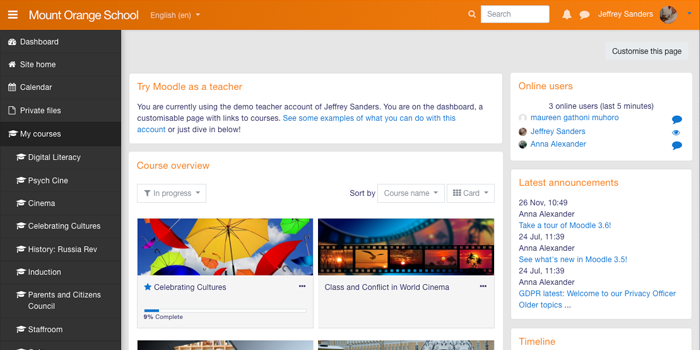 Mount Orange School
English (en)
Search
Jeffrey Sanders
Dashboard
Site home
Calendar
Private files
My courses
Digital Literacy
Psych Cine
Cinema
Celebrating Cultures
History: Russia Rev
Induction
Parents and Citizens
Council
Staffroom
Customise this page
Try Moodle as a teacher
You are currently using the demo teacher account of Jeffrey Sanders. You are on the dashboard, a
customisable page with links to courses. See some examples of what you can do with this
account or just dive in below!
Course overview
In progress
Sort by
Course name
Card
Celebrating Cultures
9% Complete
Class and Conflict in World Cinema
Online users
3 online users (last 5 minutes)
maureen gathoni muhoro
Jeffrey Sanders
Anna Alexander
Latest announcements
26 Nov, 10:49
Anna Alexander
Take a tour of Moodle 3.6!
24 Jul, 11:39
Anna Alexander
See what's new in Moodle 3.5!
24 Jul, 11:39
Anna Alexander
GDPR latest: Welcome to our Privacy Officer
Older topics ...
Timeline